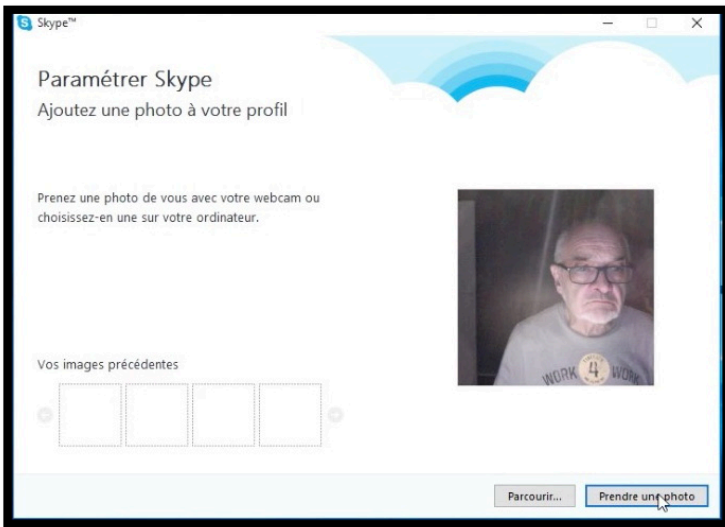 Skype™
Paramétrer Skype
Ajoutez une photo à votre profil
Prenez une photo de vous avec votre webcam ou
choisissez-en une sur votre ordinateur.
WORK 4 WORK
Vos images précédentes
Parcourir...
Prendre une photo